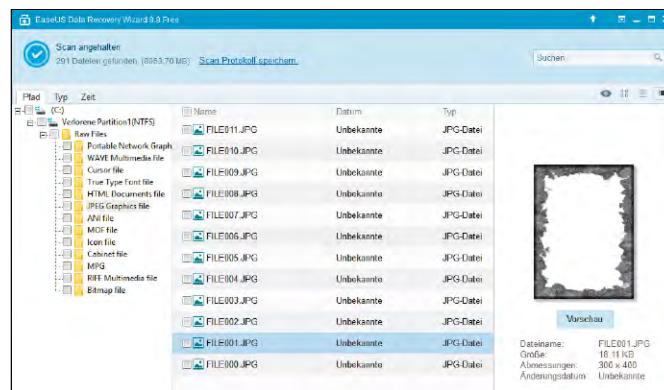 EaseUS Data Recovery Wizard 9.9 Free
Scan angehalten
291 Dateien gefunden, (8063,70 MB) Scan Protokoll speichern.
Suchen
Pfad Typ Zeit
(C:)
Verlorene Partition1(NTFS)
Raw Files
Portable Network Graph
WAVE Multimedia file
Cursor file
True Type Font file
HTML Documents file
JPEG Graphics file
ANI file
MOF file
Icon file
Cabinet file
MPG
RIFF Multimedia file
Bitmap file
Name Datum Typ
FILE011.JPG Unbekannte JPG-Datei
FILE010.JPG Unbekannte JPG-Datei
FILE009.JPG Unbekannte JPG-Datei
FILE008.JPG Unbekannte JPG-Datei
FILE007.JPG Unbekannte JPG-Datei
FILE006.JPG Unbekannte JPG-Datei
FILE005.JPG Unbekannte JPG-Datei
FILE004.JPG Unbekannte JPG-Datei
FILE003.JPG Unbekannte JPG-Datei
FILE002.JPG Unbekannte JPG-Datei
FILE001.JPG Unbekannte JPG-Datei
FILE000.JPG Unbekannte JPG-Datei
Vorschau
Dateiname: FILE001.JPG
Größe: 18.11 KB
Abmessungen: 300 x 400
Änderungsdatum: Unbekannte